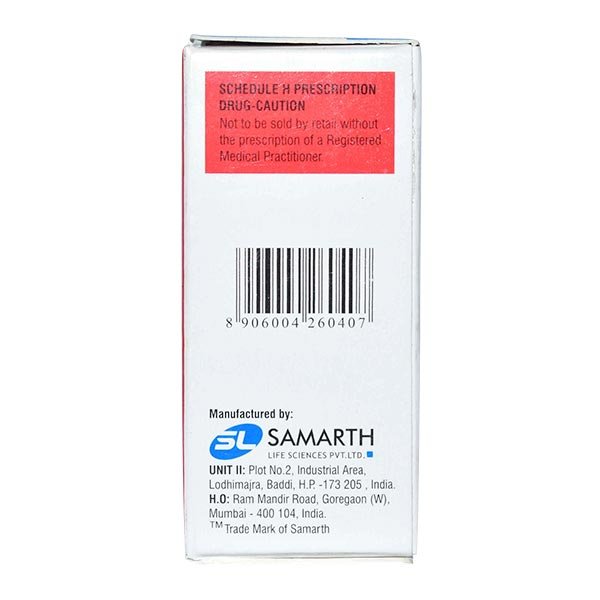 SCHEDULE H PRESCRIPTION
DRUG-CAUTION
Not to be sold by retail without
the prescription of a Registered
Medical Practitioner.
8 906004 260407
Manufactured by:
SL SAMARTH
LIFE SCIENCES PVT.LTD.
UNIT II: Plot No.2, Industrial Area,
Lodhimajra, Baddi, H.P. -173 205 , India.
H.O: Ram Mandir Road, Goregaon (W),
Mumbai - 400 104, India.
TM Trade Mark of Samarth